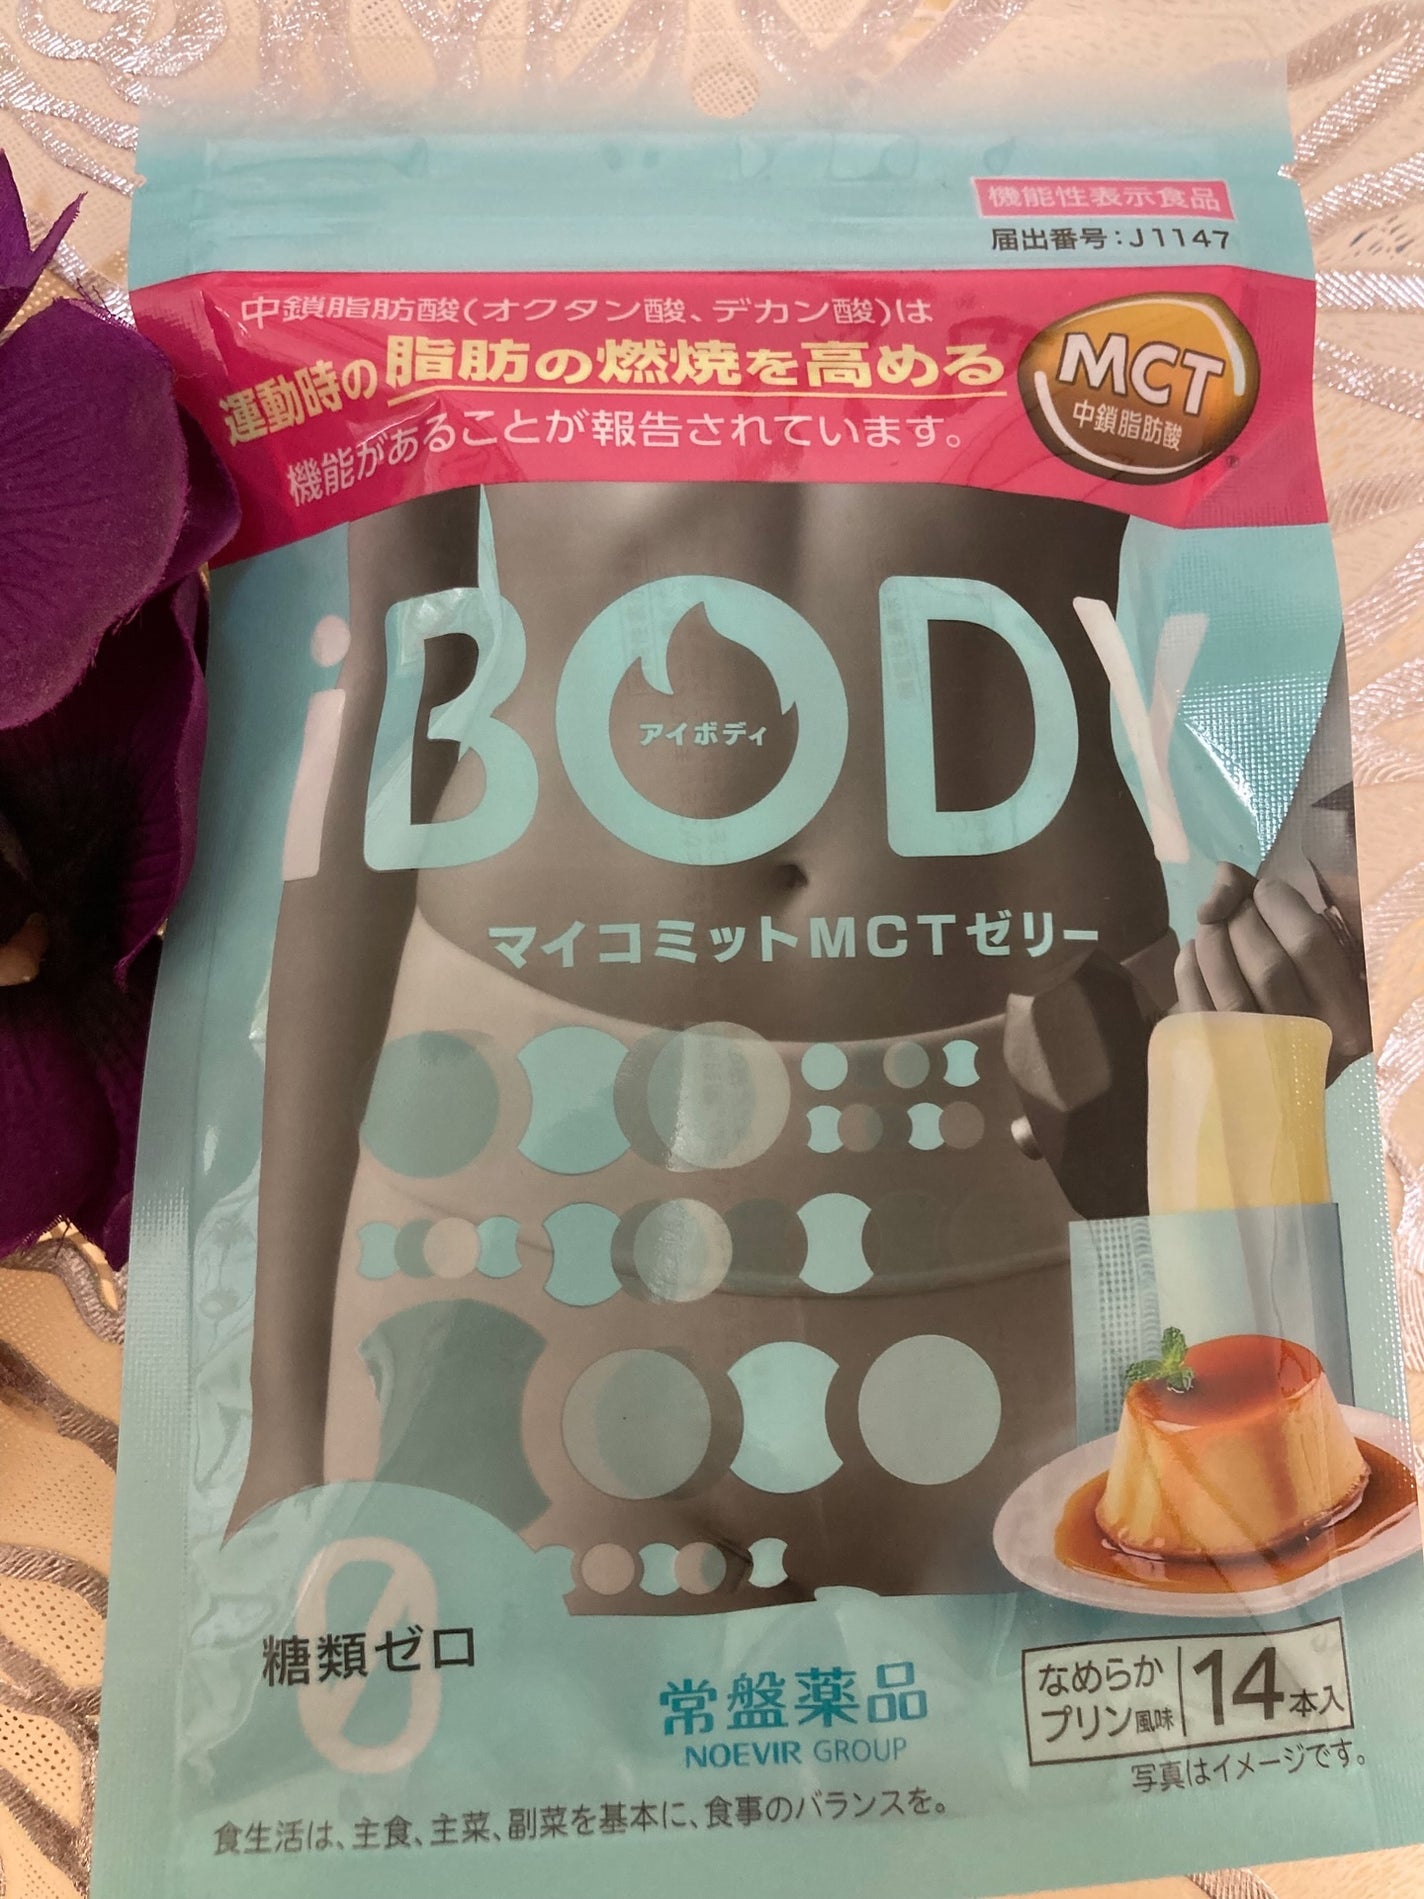 機能性表示食品
届出番号:J1147
中鎖脂肪酸(オクタン酸、デカン酸)は
運動時の脂肪の燃焼を高める
機能があることが報告されています。
MCT
中鎖脂肪酸
®
iBODY
アイボディ
マイコミットMCTゼリー
0
糖類ゼロ
常盤薬品
NOEVIR GROUP
なめらか
プリン風味
14本入
写真はイメージです。
食生活は、主食、主菜、副菜を基本に、食事のバランスを。